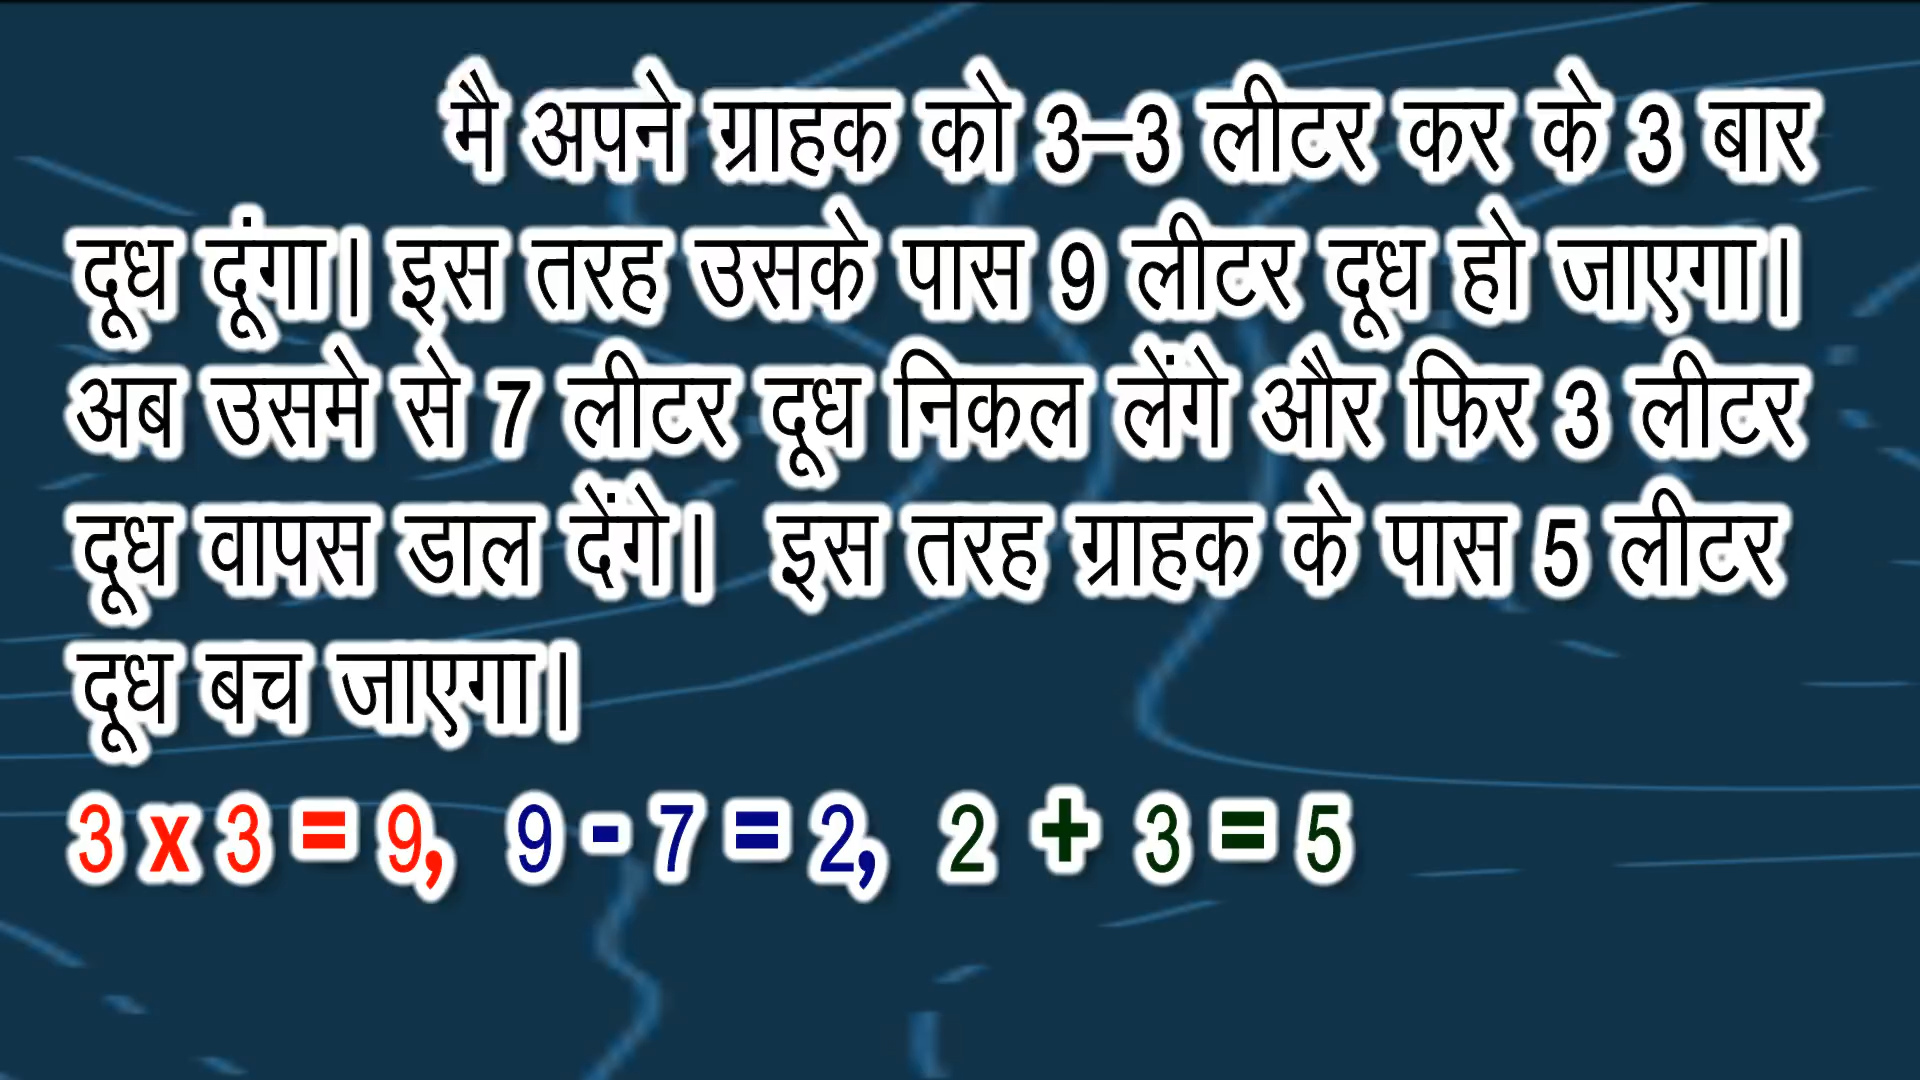 मै अपने ग्राहक को 3–3 लीटर कर के 3 बार
दूध दूंगा। इस तरह उसके पास 9 लीटर दूध हो जाएगा।
अब उसमे से 7 लीटर दूध निकल लेंगे और फिर 3 लीटर
दूध वापस डाल देंगे। इस तरह ग्राहक के पास 5 लीटर
दूध बच जाएगा।
3 x 3 = 9, 9 - 7 = 2, 2 + 3 = 5